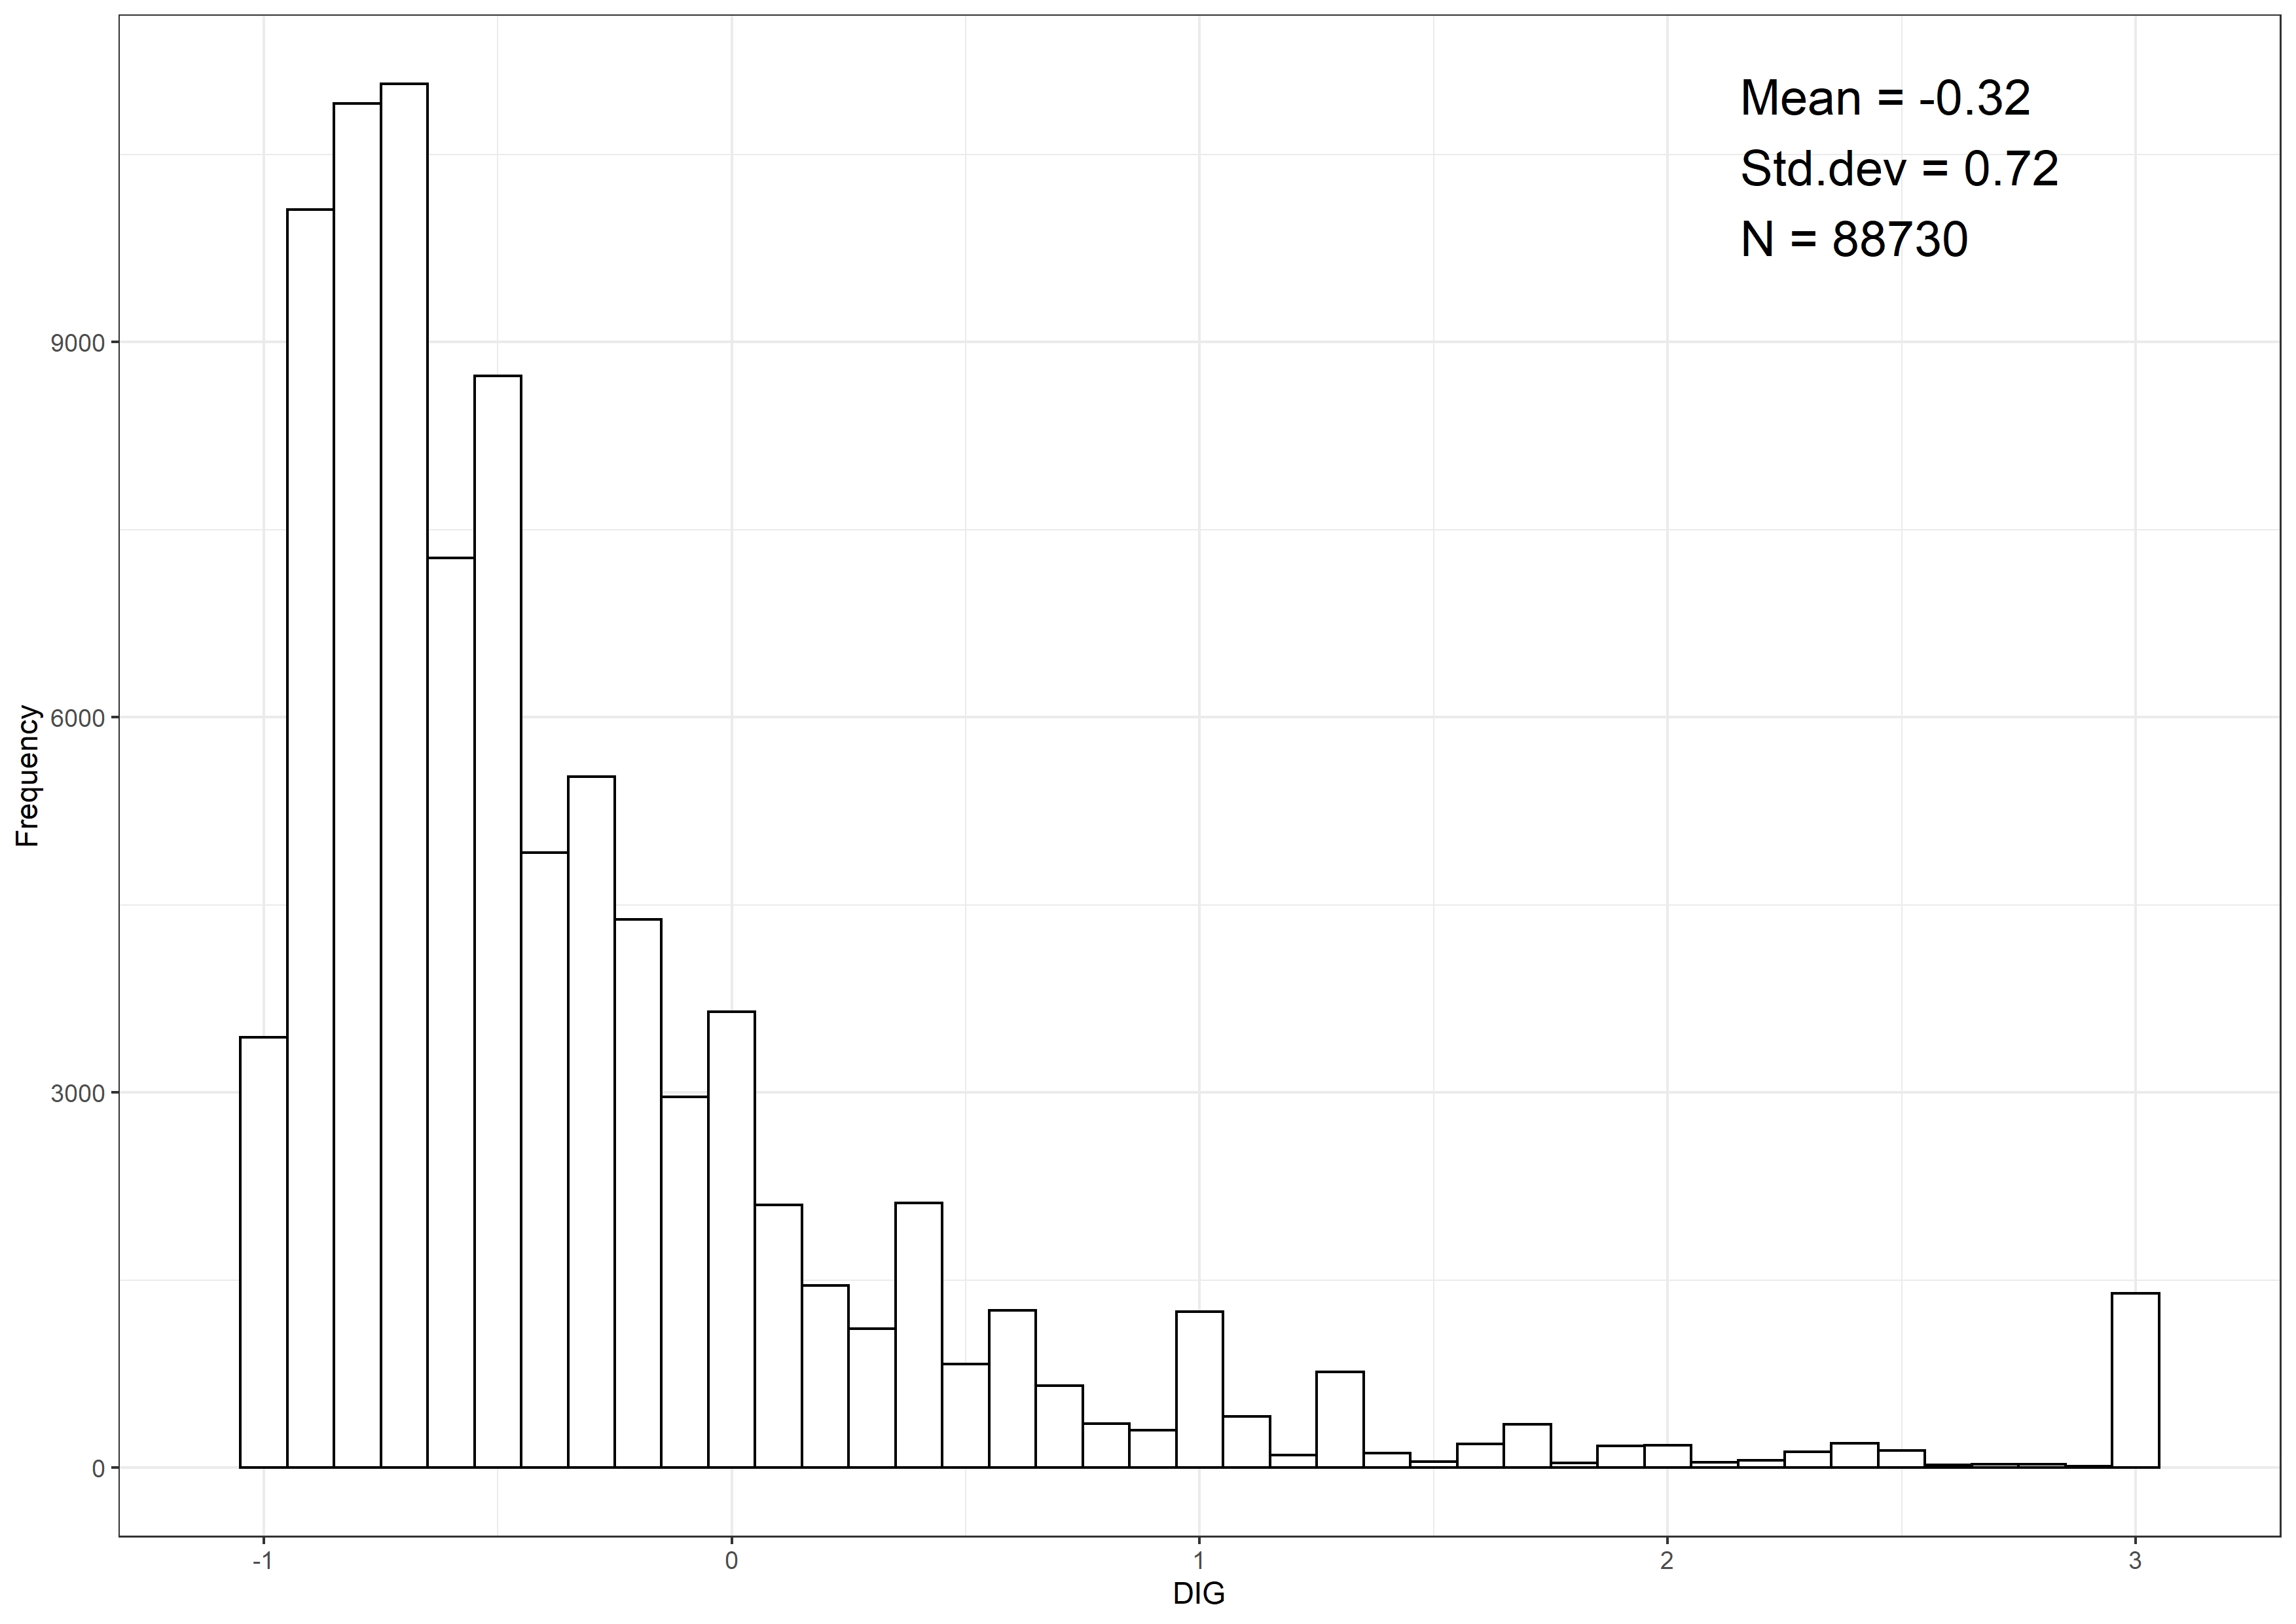 Mean = -0.32
Std.dev = 0.72
N = 88730
9000
6000
3000
0
Frequency
-1 0 1 2 3
DIG